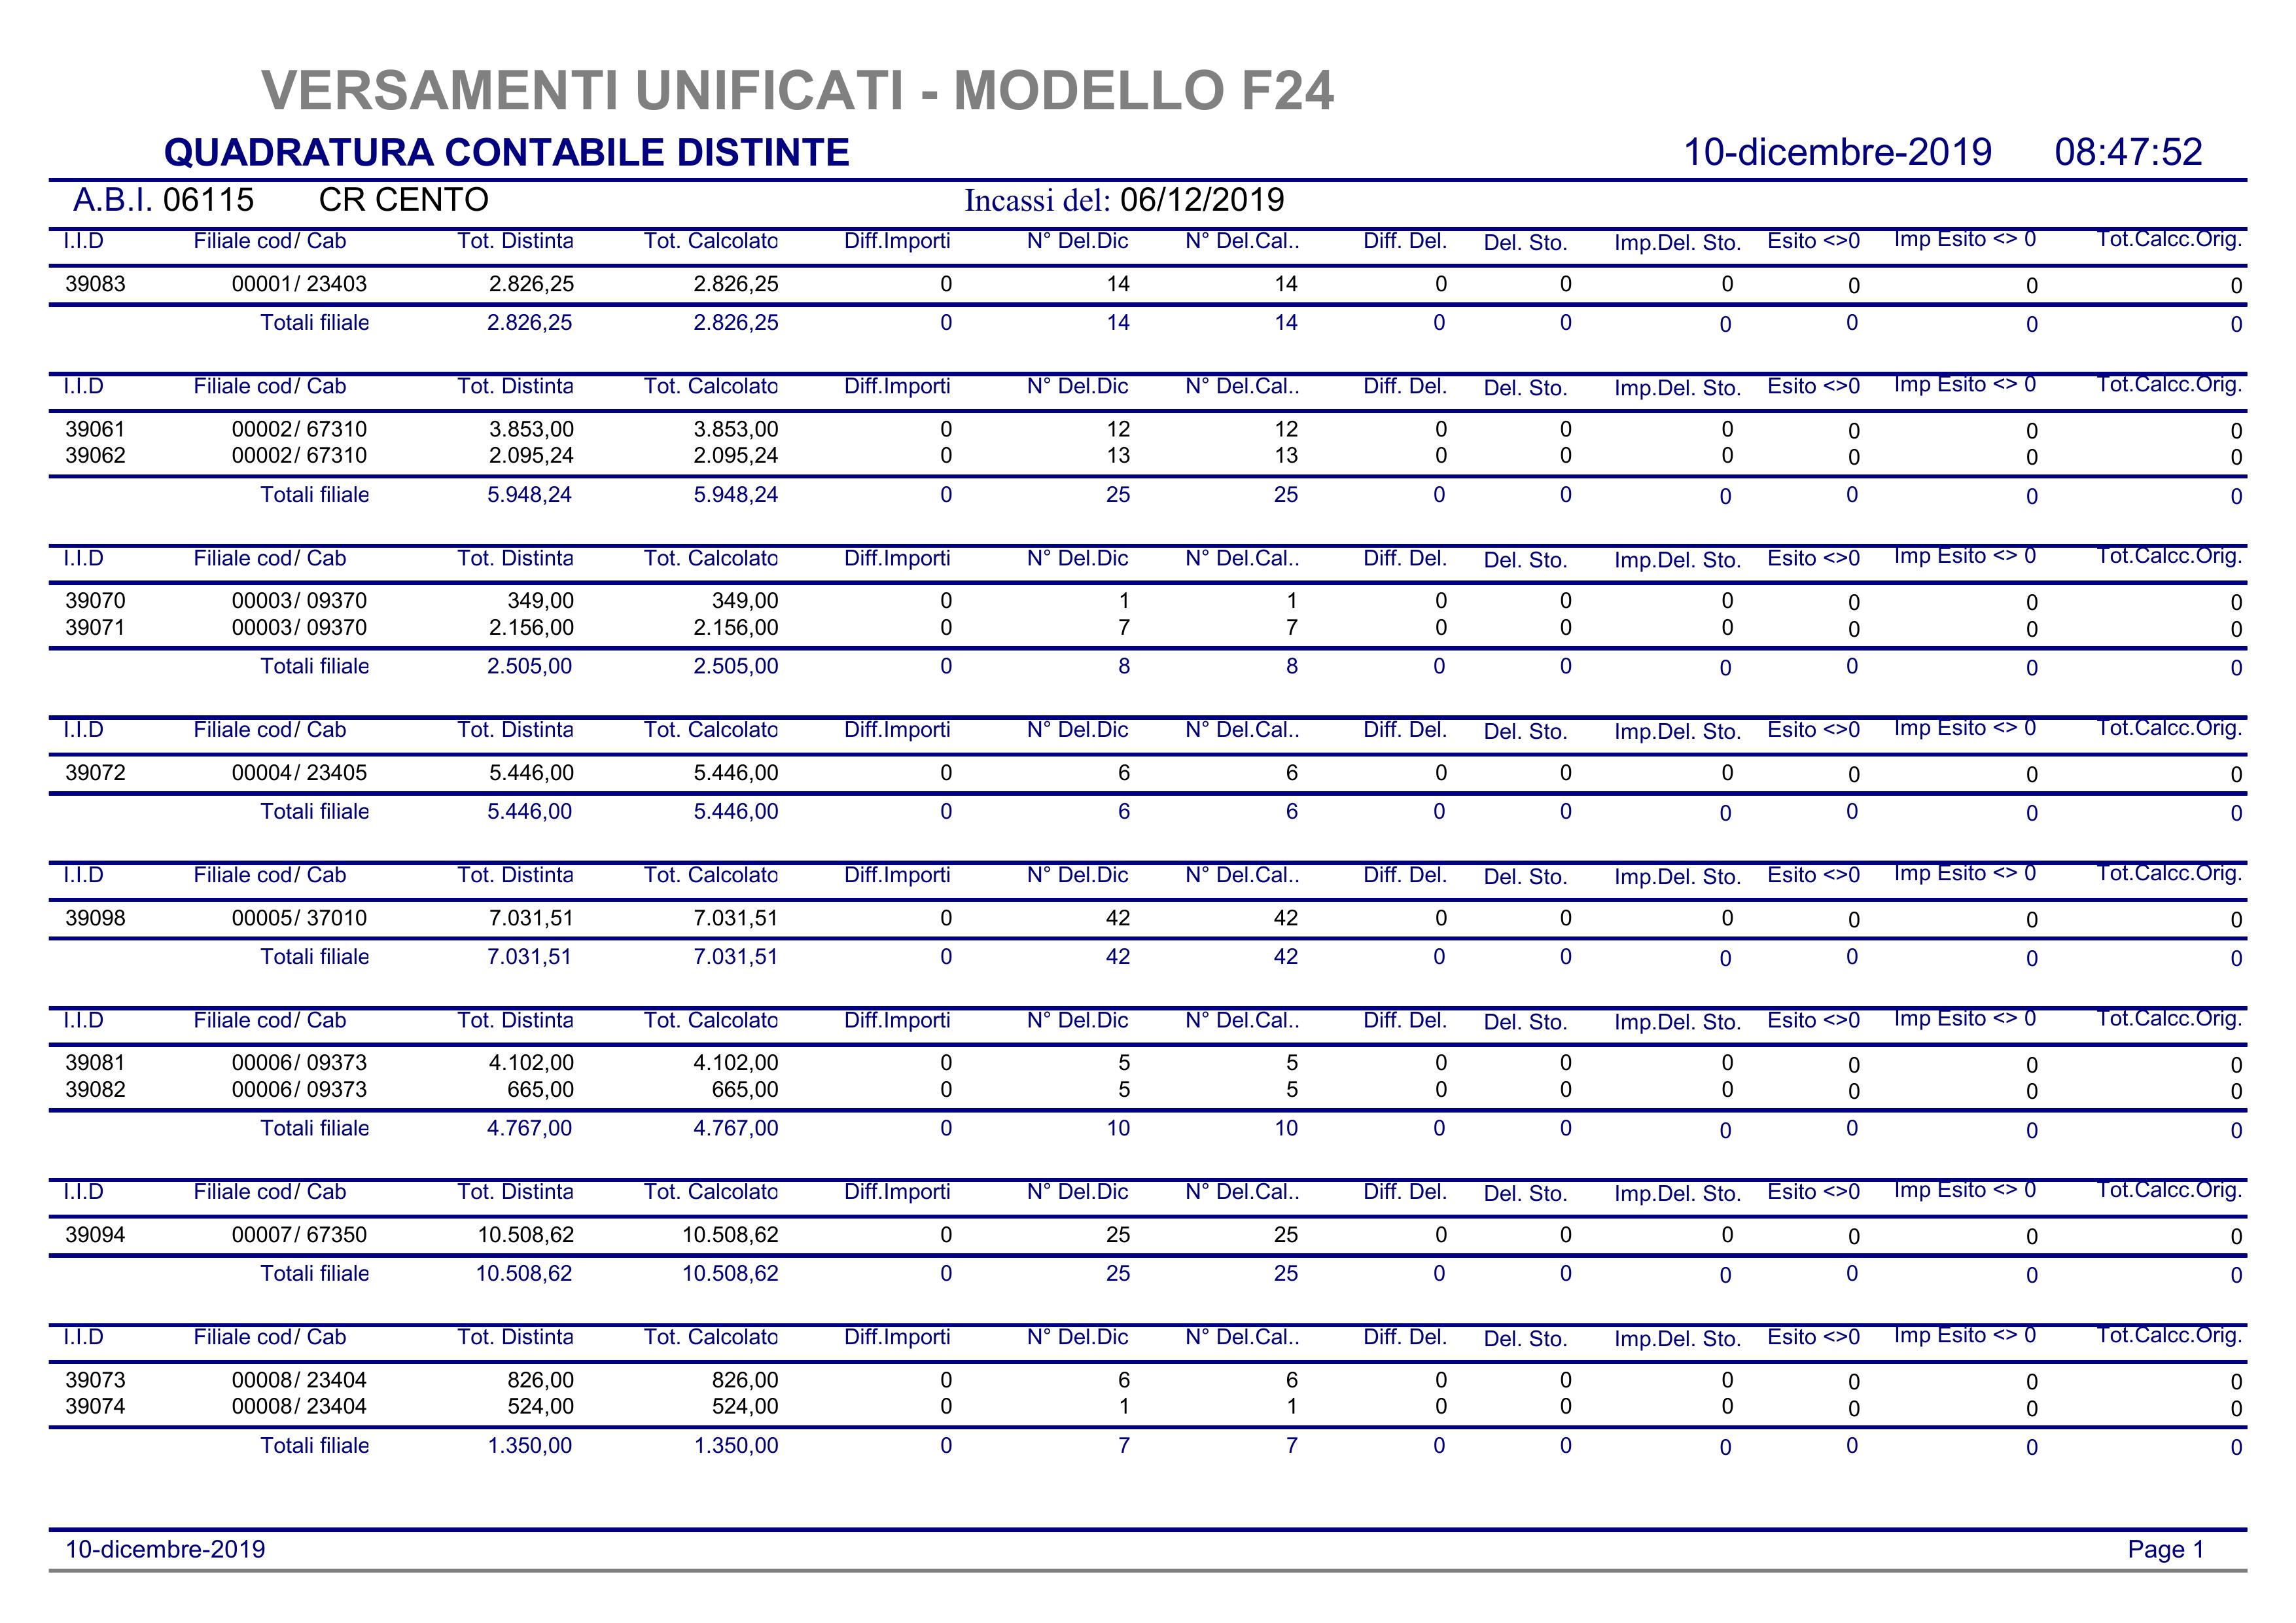 VERSAMENTI UNIFICATI - MODELLO F24
QUADRATURA CONTABILE DISTINTE 10-dicembre-2019 08:47:52
A.B.I. 06115 CR CENTO Incassi del: 06/12/2019
I.I.D Filiale cod/ Cab Tot. Distinta Tot. Calcolato Diff.Importi N° Del.Dic N° Del.Cal.. Diff. Del. Del. Sto. Imp.Del. Sto. Esito <>0 Imp Esito <> 0 Tot.Calcc.Orig.
39083 00001/ 23403 2.826,25 2.826,25 0 14 14 0 0 0 0 0 0
Totali filiale 2.826,25 2.826,25 0 14 14 0 0 0 0 0 0
I.I.D Filiale cod/ Cab Tot. Distinta Tot. Calcolato Diff.Importi N° Del.Dic N° Del.Cal.. Diff. Del. Del. Sto. Imp.Del. Sto. Esito <>0 Imp Esito <> 0 Tot.Calcc.Orig.
39061 00002/ 67310 3.853,00 3.853,00 0 12 12 0 0 0 0 0 0
39062 00002/ 67310 2.095,24 2.095,24 0 13 13 0 0 0 0 0 0
Totali filiale 5.948,24 5.948,24 0 25 25 0 0 0 0 0 0
I.I.D Filiale cod/ Cab Tot. Distinta Tot. Calcolato Diff.Importi N° Del.Dic N° Del.Cal.. Diff. Del. Del. Sto. Imp.Del. Sto. Esito <>0 Imp Esito <> 0 Tot.Calcc.Orig.
39070 00003/ 09370 349,00 349,00 0 1 1 0 0 0 0 0 0
39071 00003/ 09370 2.156,00 2.156,00 0 7 7 0 0 0 0 0 0
Totali filiale 2.505,00 2.505,00 0 8 8 0 0 0 0 0 0
I.I.D Filiale cod/ Cab Tot. Distinta Tot. Calcolato Diff.Importi N° Del.Dic N° Del.Cal.. Diff. Del. Del. Sto. Imp.Del. Sto. Esito <>0 Imp Esito <> 0 Tot.Calcc.Orig.
39072 00004/ 23405 5.446,00 5.446,00 0 6 6 0 0 0 0 0 0
Totali filiale 5.446,00 5.446,00 0 6 6 0 0 0 0 0 0
I.I.D Filiale cod/ Cab Tot. Distinta Tot. Calcolato Diff.Importi N° Del.Dic N° Del.Cal.. Diff. Del. Del. Sto. Imp.Del. Sto. Esito <>0 Imp Esito <> 0 Tot.Calcc.Orig.
39098 00005/ 37010 7.031,51 7.031,51 0 42 42 0 0 0 0 0 0
Totali filiale 7.031,51 7.031,51 0 42 42 0 0 0 0 0 0
I.I.D Filiale cod/ Cab Tot. Distinta Tot. Calcolato Diff.Importi N° Del.Dic N° Del.Cal.. Diff. Del. Del. Sto. Imp.Del. Sto. Esito <>0 Imp Esito <> 0 Tot.Calcc.Orig.
39081 00006/ 09373 4.102,00 4.102,00 0 5 5 0 0 0 0 0 0
39082 00006/ 09373 665,00 665,00 0 5 5 0 0 0 0 0 0
Totali filiale 4.767,00 4.767,00 0 10 10 0 0 0 0 0 0
I.I.D Filiale cod/ Cab Tot. Distinta Tot. Calcolato Diff.Importi N° Del.Dic N° Del.Cal.. Diff. Del. Del. Sto. Imp.Del. Sto. Esito <>0 Imp Esito <> 0 Tot.Calcc.Orig.
39094 00007/ 67350 10.508,62 10.508,62 0 25 25 0 0 0 0 0 0
Totali filiale 10.508,62 10.508,62 0 25 25 0 0 0 0 0 0
I.I.D Filiale cod/ Cab Tot. Distinta Tot. Calcolato Diff.Importi N° Del.Dic N° Del.Cal.. Diff. Del. Del. Sto. Imp.Del. Sto. Esito <>0 Imp Esito <> 0 Tot.Calcc.Orig.
39073 00008/ 23404 826,00 826,00 0 6 6 0 0 0 0 0 0
39074 00008/ 23404 524,00 524,00 0 1 1 0 0 0 0 0 0
Totali filiale 1.350,00 1.350,00 0 7 7 0 0 0 0 0 0
10-dicembre-2019 Page 1